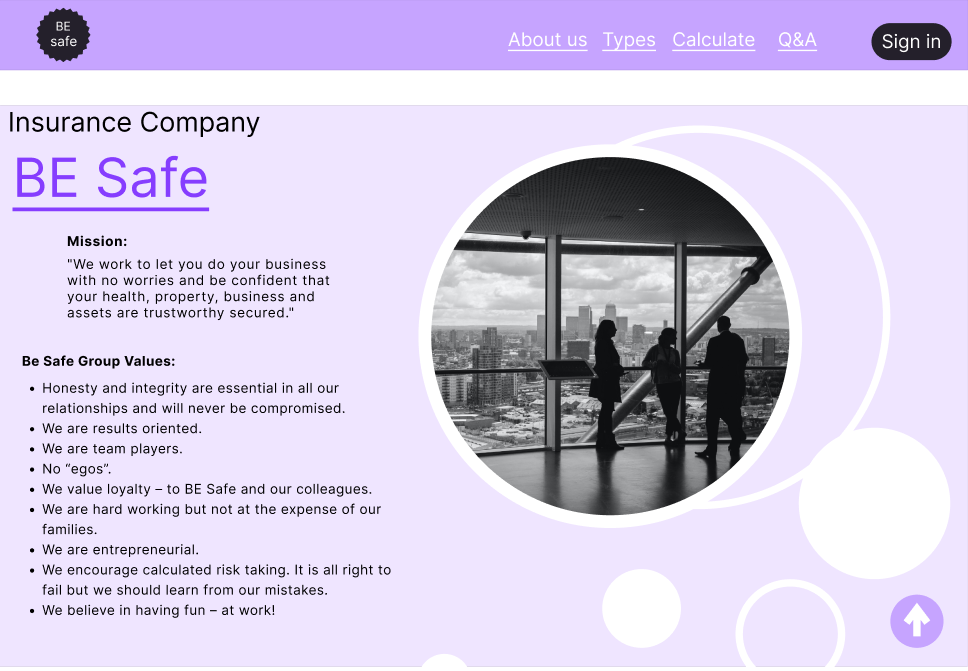 BE
safe
About us Types Calculate Q&A Sign in
Insurance Company
BE Safe
Mission:
"We work to let you do your business
with no worries and be confident that
your health, property, business and
assets are trustworthy secured."
Be Safe Group Values:
• Honesty and integrity are essential in all our
relationships and will never be compromised.
• We are results oriented.
• We are team players.
• No “egos”.
• We value loyalty – to BE Safe and our colleagues.
• We are hard working but not at the expense of our
families.
• We are entrepreneurial.
• We encourage calculated risk taking. It is all right to
fail but we should learn from our mistakes.
• We believe in having fun – at work!